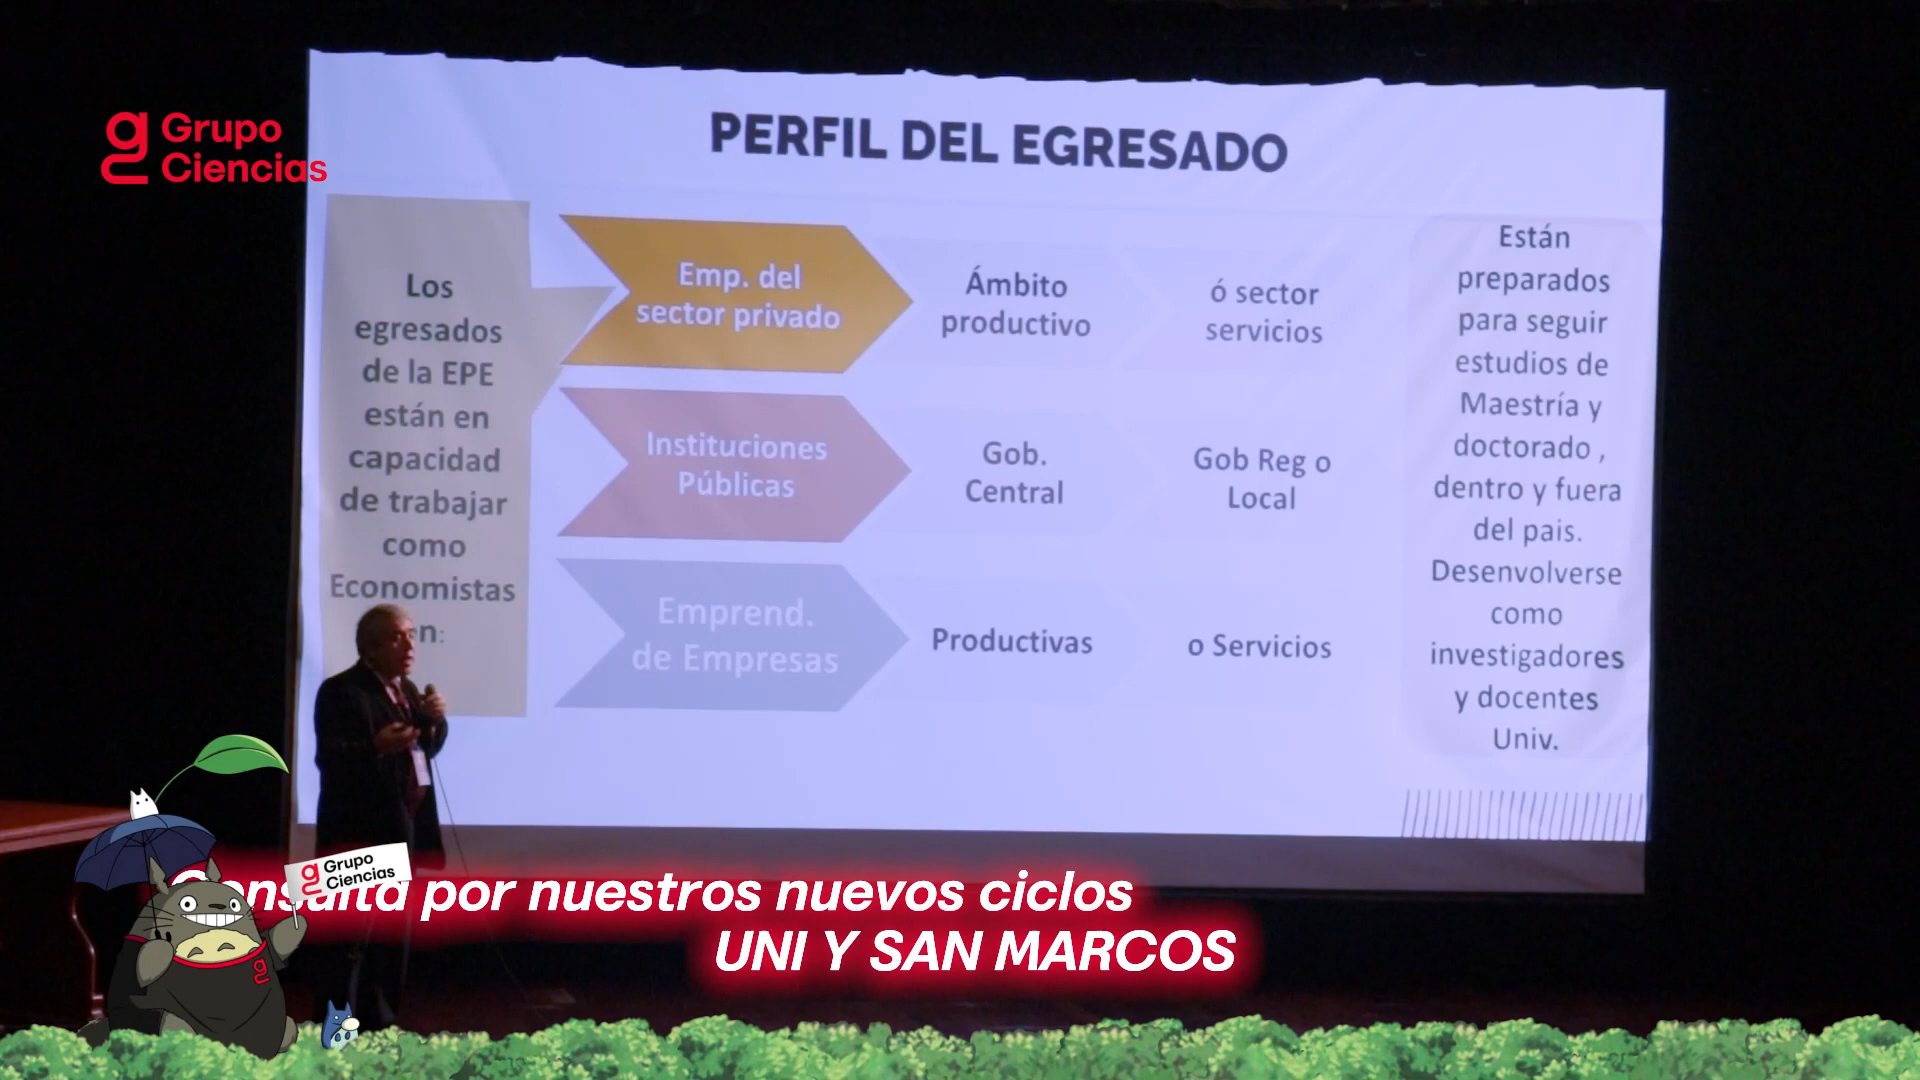 Grupo
Ciencias
PERFIL DEL EGRESADO
Los
egresados
de la EPE
están en
capacidad
de trabajar
como
Economistas
n:
Emp. del
sector privado
Ámbito
productivo
ó sector
servicios
Instituciones
Públicas
Gob.
Central
Gob Reg o
Local
Emprend.
de Empresas
Productivas
o Servicios
Están
preparados
para seguir
estudios de
Maestría y
doctorado ,
dentro y fuera
del pais.
Desenvolverse
como
investigadores
y docentes
Univ.
Grupo
Ciencias
por nuestros nuevos ciclos
UNI Y SAN MARCOS